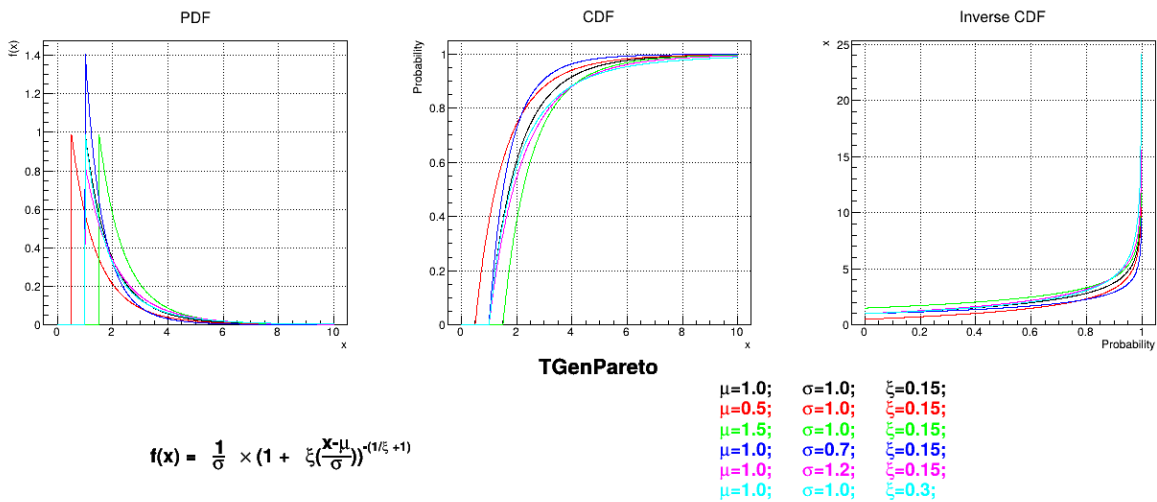 PDF
CDF
Inverse CDF
f(x)
1.4
1.2
1
0.8
0.6
0.4
0.2
0
0 2 4 6 8 10
x
Probability
1
0.8
0.6
0.4
0.2
0
0 2 4 6 8 10
x
x
25
20
15
10
5
0
0 0.2 0.4 0.6 0.8 1
Probability
TGenPareto
f(x) = 1/σ × (1 + ξ(x-μ/σ))^-(1/ξ +1)
μ=1.0; σ=1.0; ξ=0.15;
μ=0.5; σ=1.0; ξ=0.15;
μ=1.5; σ=1.0; ξ=0.15;
μ=1.0; σ=0.7; ξ=0.15;
μ=1.0; σ=1.2; ξ=0.15;
μ=1.0; σ=1.0; ξ=0.3;